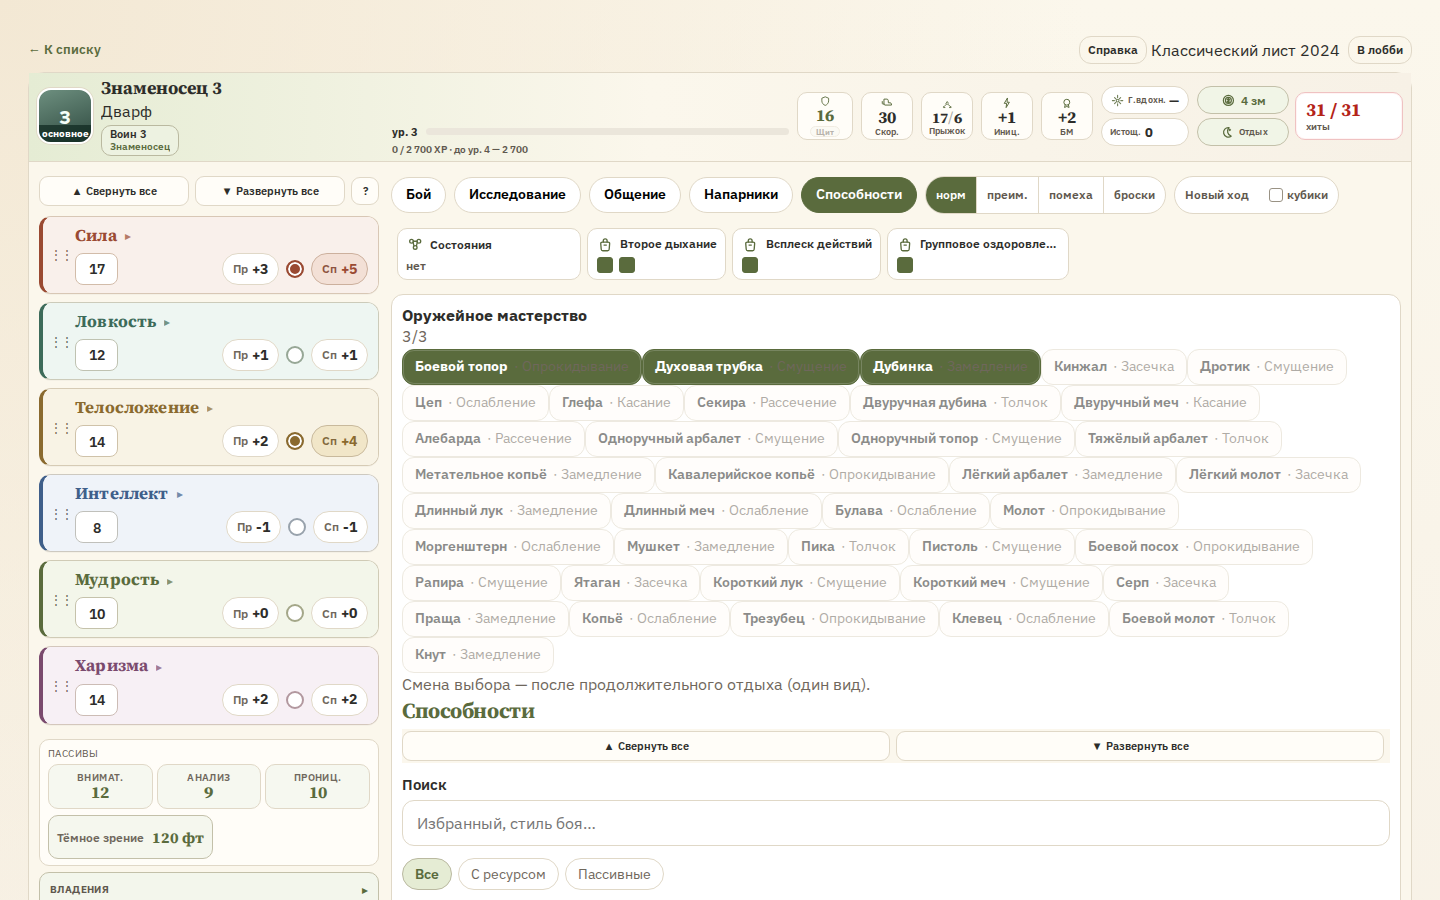 ← К списку
Справка Классический лист 2024 В лобби
3
основное
Знаменосец 3
Дварф
Воин 3
Знаменосец
ур. 3
0 / 2 700 XP · до ур. 4 — 2 700
16
Щит
30
Скор.
17/6
Прыжок
+1
Иниц.
+2
БМ
Г.вдохн. —
Истощ. 0
4 зм
Отдых
31 / 31
хиты
▲ Свернуть все ▼ Развернуть все ?
Сила ▸
17 Пр +3 Сп +5
Ловкость ▸
12 Пр +1 Сп +1
Телосложение ▸
14 Пр +2 Сп +4
Интеллект ▸
8 Пр -1 Сп -1
Мудрость ▸
10 Пр +0 Сп +0
Харизма ▸
14 Пр +2 Сп +2
ПАССИВЫ
ВНИМАТ. АНАЛИЗ ПРОНИЦ.
12 9 10
Тёмное зрение 120 фт
ВЛАДЕНИЯ ▸
Бой Исследование Общение Напарники Способности норм преим. помеха броски Новый ход кубики
Состояния
нет
Второе дыхание
Всплеск действий
Групповое оздоровле...
Оружейное мастерство
3/3
Боевой топор · Опрокидывание Духовая трубка · Смущение Дубинка · Замедление Кинжал · Засечка Дротик · Смущение
Цеп · Ослабление Глефа · Касание Секира · Рассечение Двуручная дубина · Толчок Двуручный меч · Касание
Алебарда · Рассечение Одноручный арбалет · Смущение Одноручный топор · Смущение Тяжёлый арбалет · Толчок
Метательное копьё · Замедление Кавалерийское копьё · Опрокидывание Лёгкий арбалет · Замедление Лёгкий молот · Засечка
Длинный лук · Замедление Длинный меч · Ослабление Булава · Ослабление Молот · Опрокидывание
Моргенштерн · Ослабление Мушкет · Замедление Пика · Толчок Пистоль · Смущение Боевой посох · Опрокидывание
Рапира · Смущение Ятаган · Засечка Короткий лук · Смущение Короткий меч · Смущение Серп · Засечка
Праща · Замедление Копьё · Ослабление Трезубец · Опрокидывание Клевец · Ослабление Боевой молот · Толчок
Кнут · Замедление
Смена выбора — после продолжительного отдыха (один вид).
Способности
▲ Свернуть все ▼ Развернуть все
Поиск
Избранный, стиль боя...
Все С ресурсом Пассивные